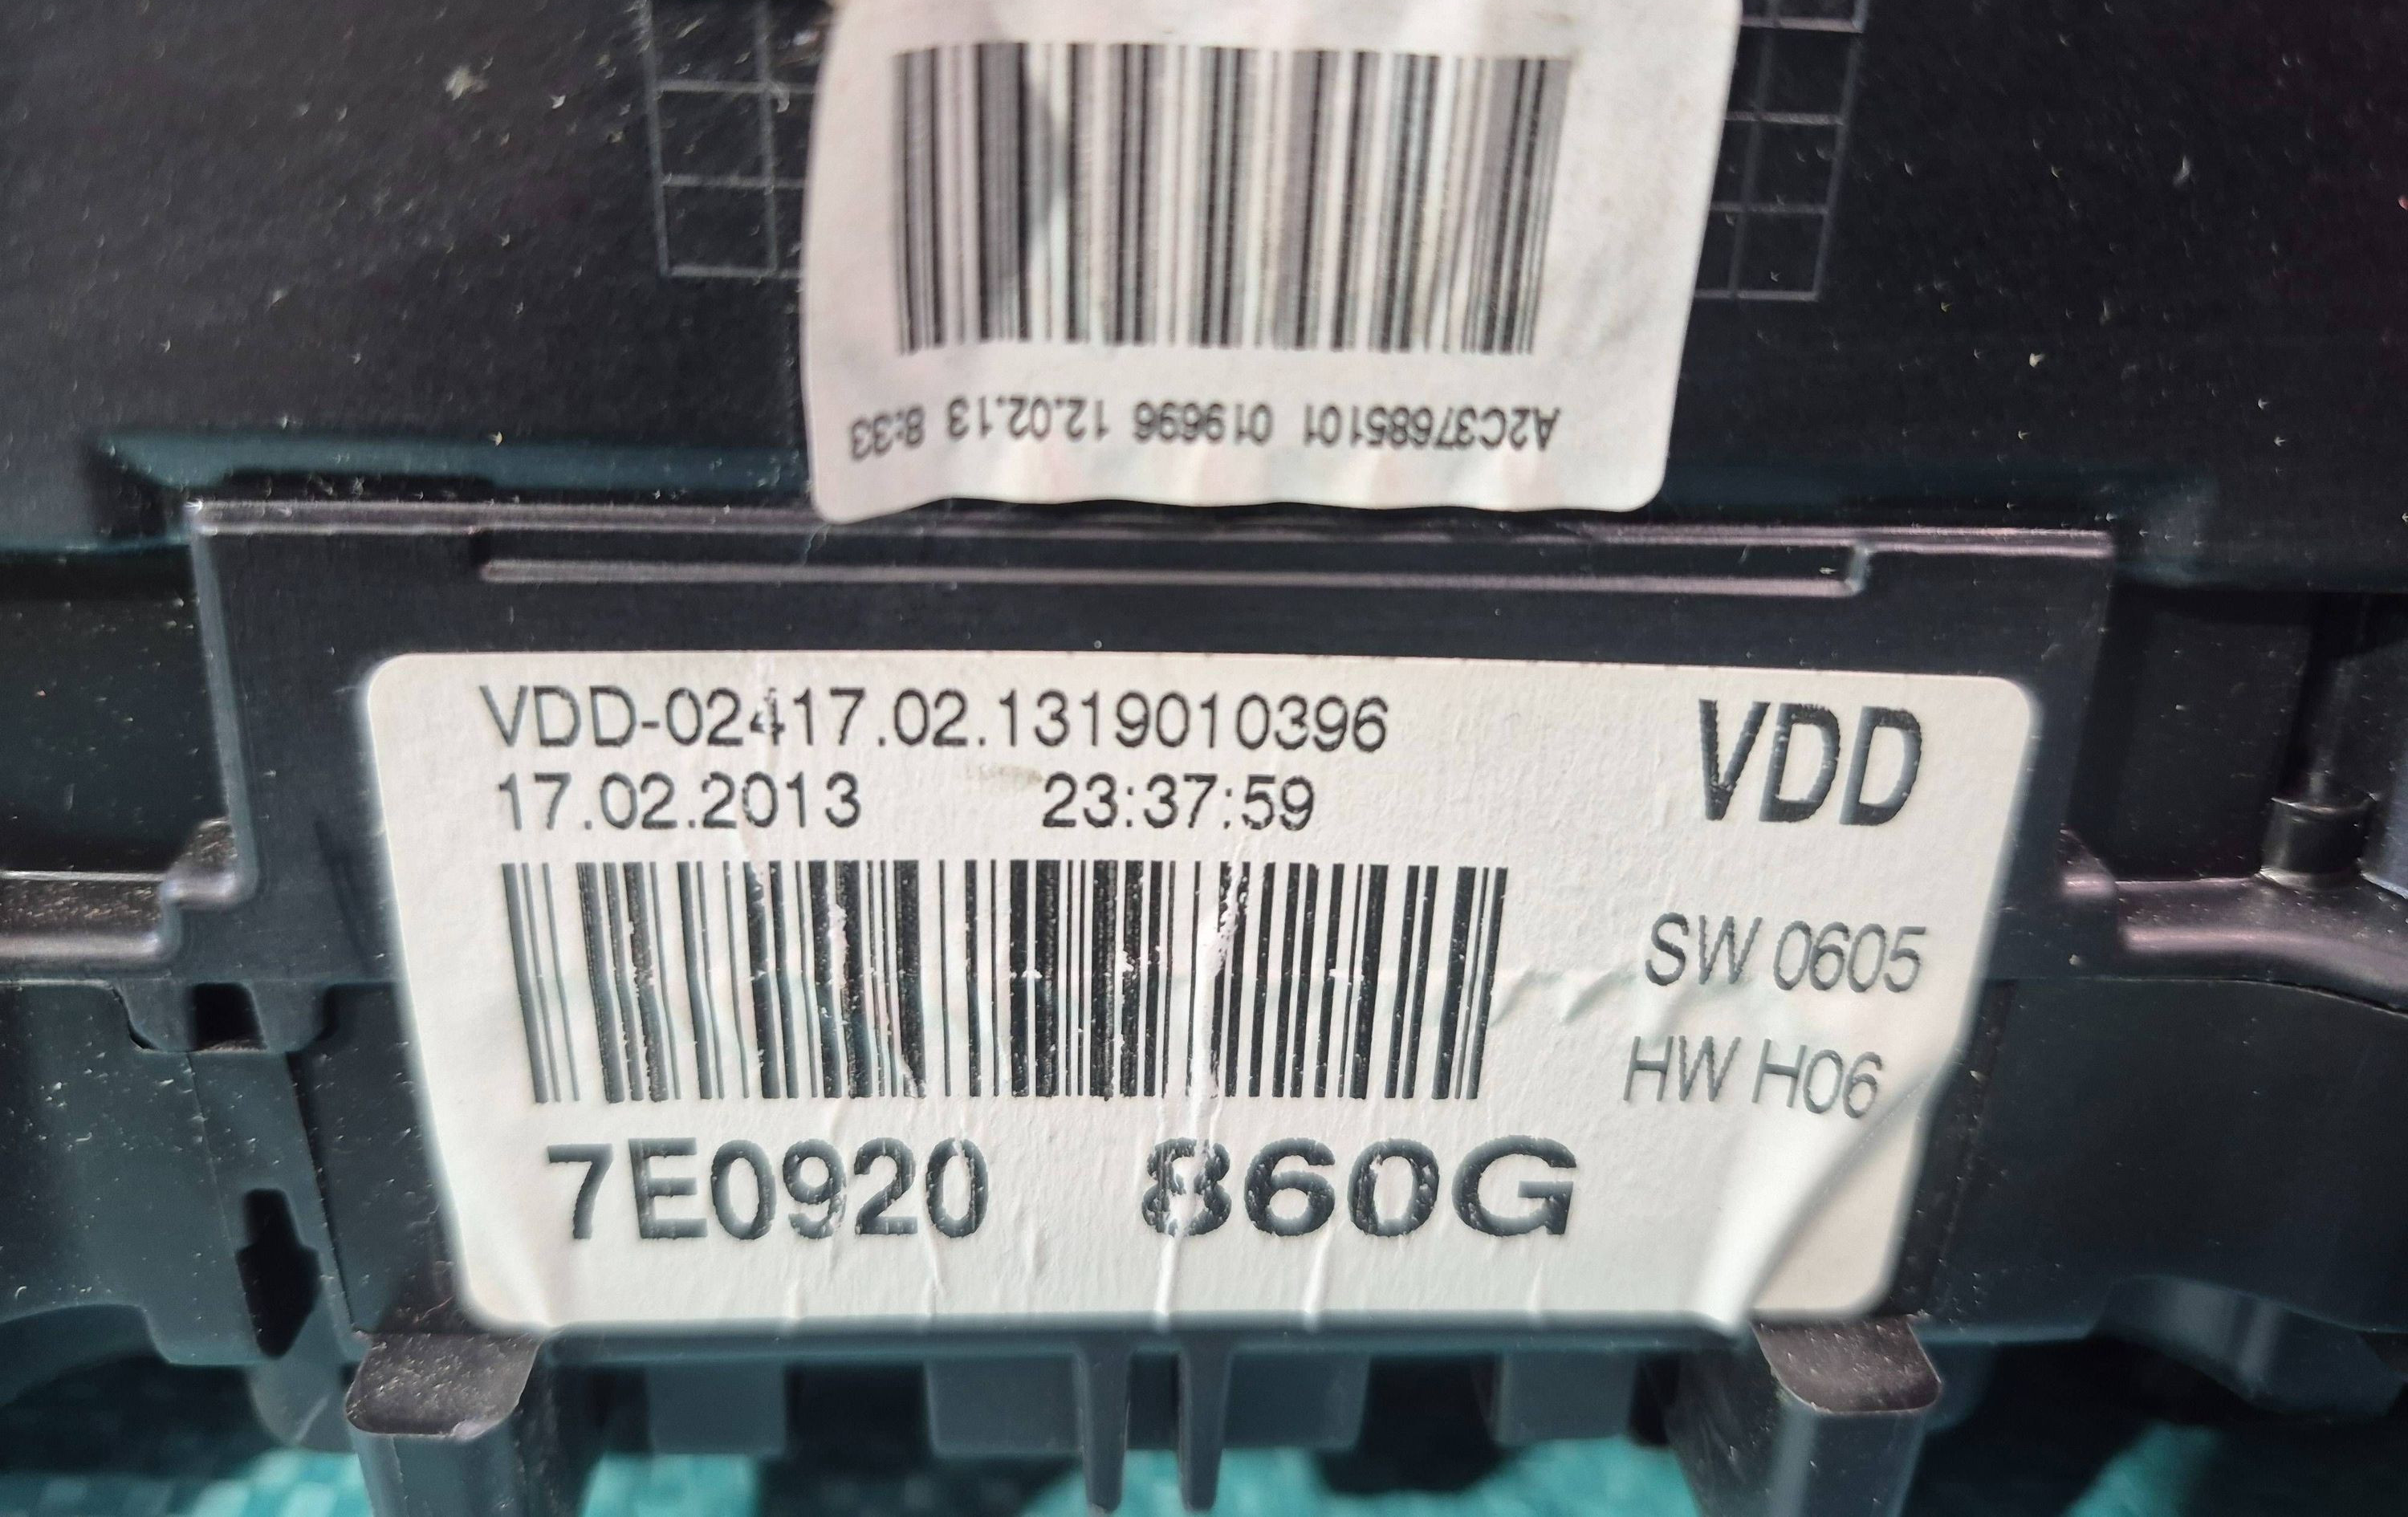 A2C37685101 019696 12.02.13 8:33
VDD-02417.02.1319010396
17.02.2013 23:37:59
VDD
SW 0605
HW H06
7E0920 860G